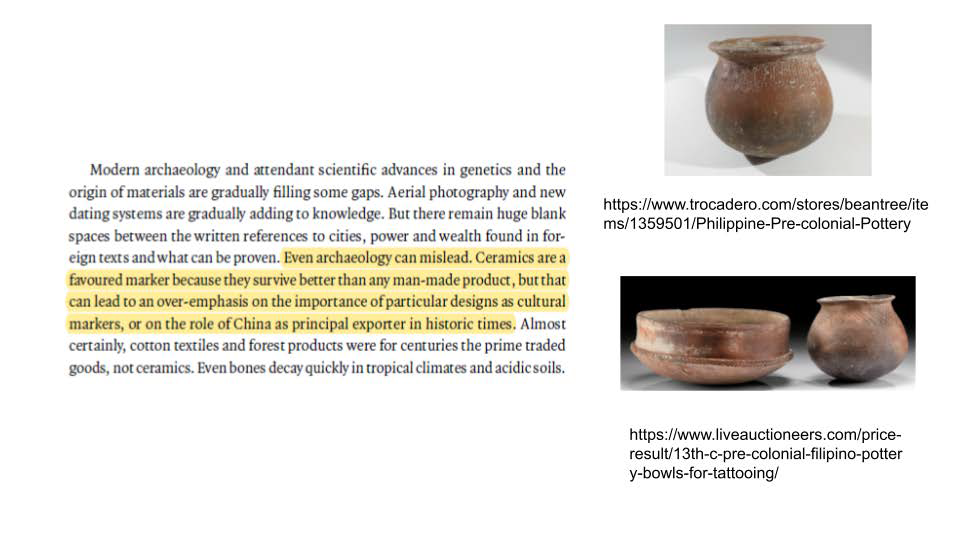 Modern archaeology and attendant scientific advances in genetics and the
origin of materials are gradually filling some gaps. Aerial photography and new
dating systems are gradually adding to knowledge. But there remain huge blank
spaces between the written references to cities, power and wealth found in for-
eign texts and what can be proven. Even archaeology can mislead. Ceramics are a
favoured marker because they survive better than any man-made product, but that
can lead to an over-emphasis on the importance of particular designs as cultural
markers, or on the role of China as principal exporter in historic times. Almost
certainly, cotton textiles and forest products were for centuries the prime traded
goods, not ceramics. Even bones decay quickly in tropical climates and acidic soils.
https://www.trocadero.com/stores/beantree/ite
ms/1359501/Philippine-Pre-colonial-Pottery
https://www.liveauctioneers.com/price-
result/13th-c-pre-colonial-filipino-potter
y-bowls-for-tattooing/